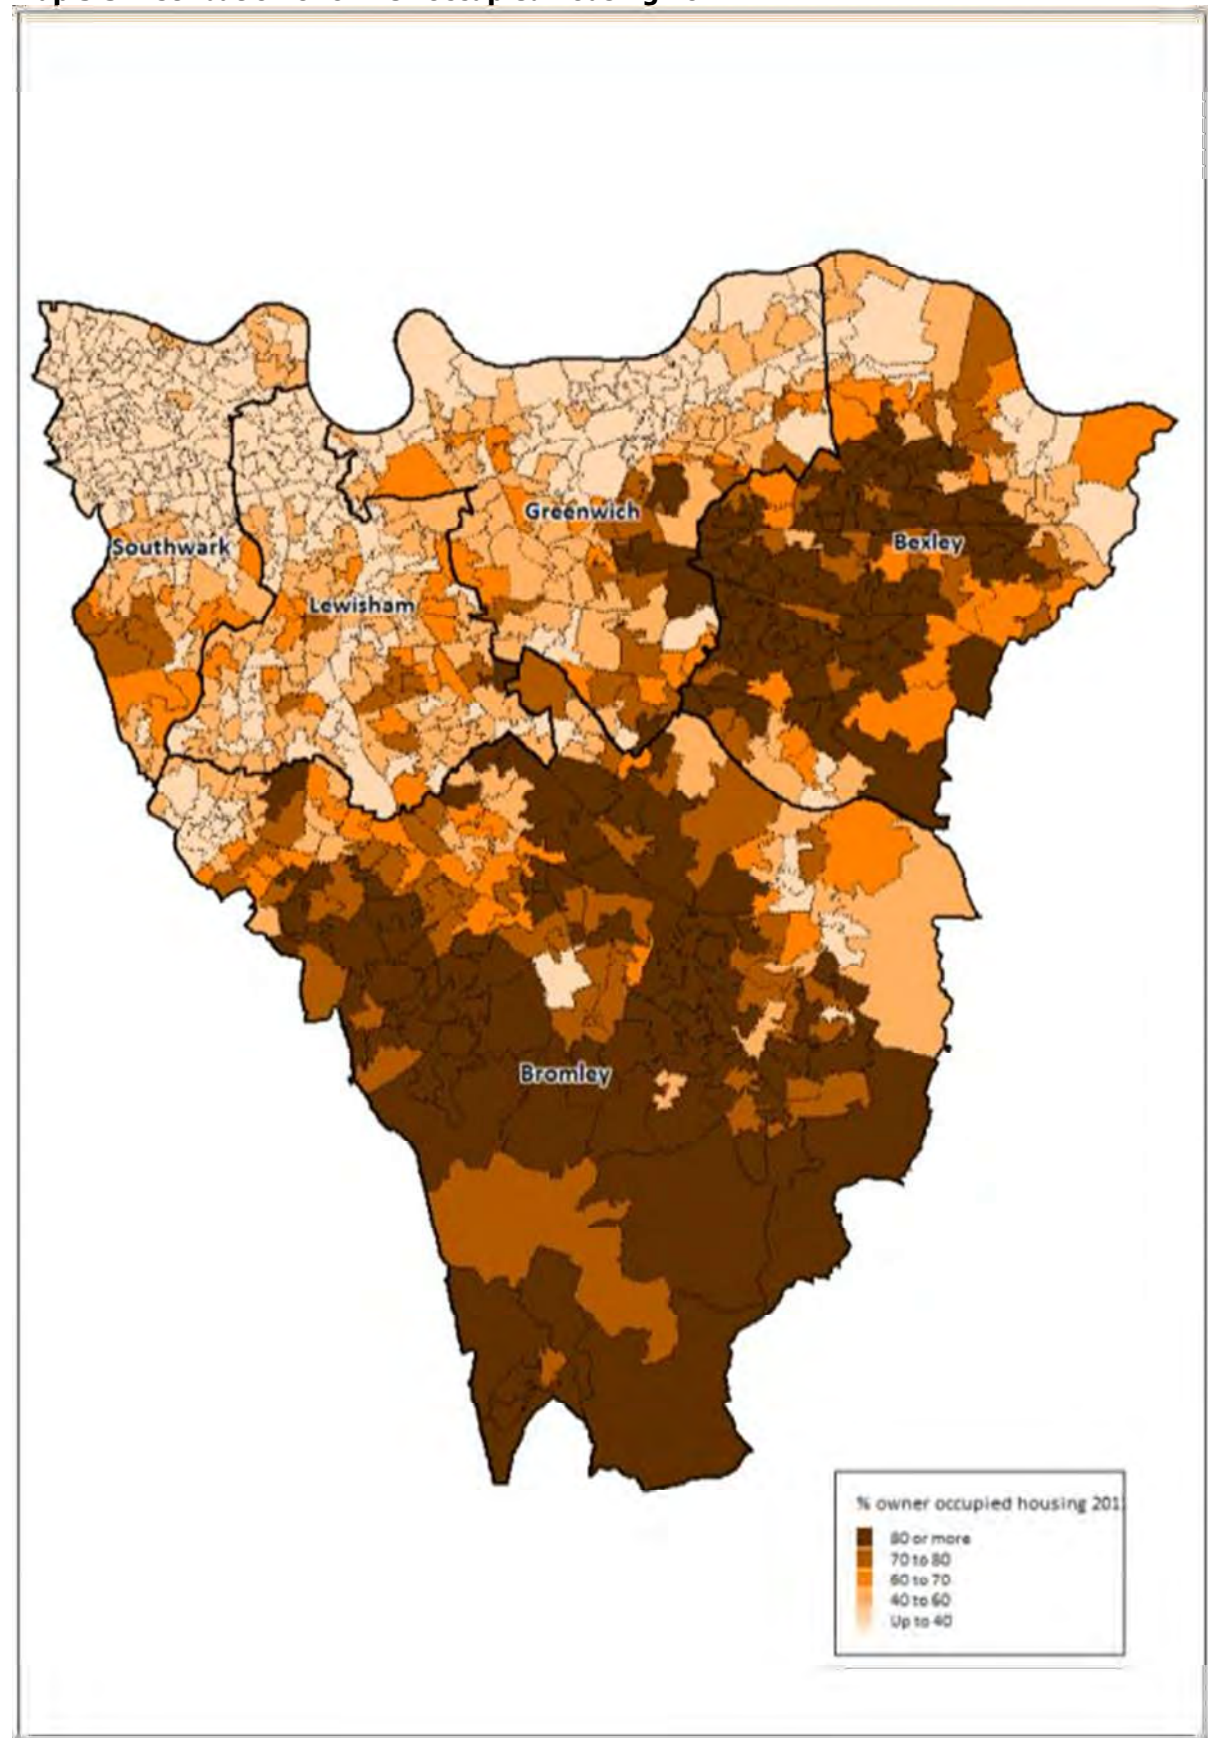 Greenwich
Southwark
Bexley
Lewisham
Bromley
% owner occupied housing 201
80 or more
70 to 80
60 to 70
40 to 60
Up to 40